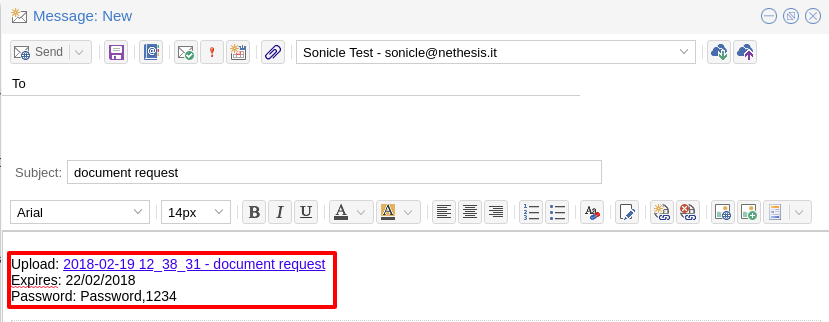 Message: New
Send
Sonicle Test - sonicle@nethesis.it
To
Subject: document request
Arial 14px B I U A A
Upload: 2018-02-19 12_38_31 - document request
Expires: 22/02/2018
Password: Password,1234